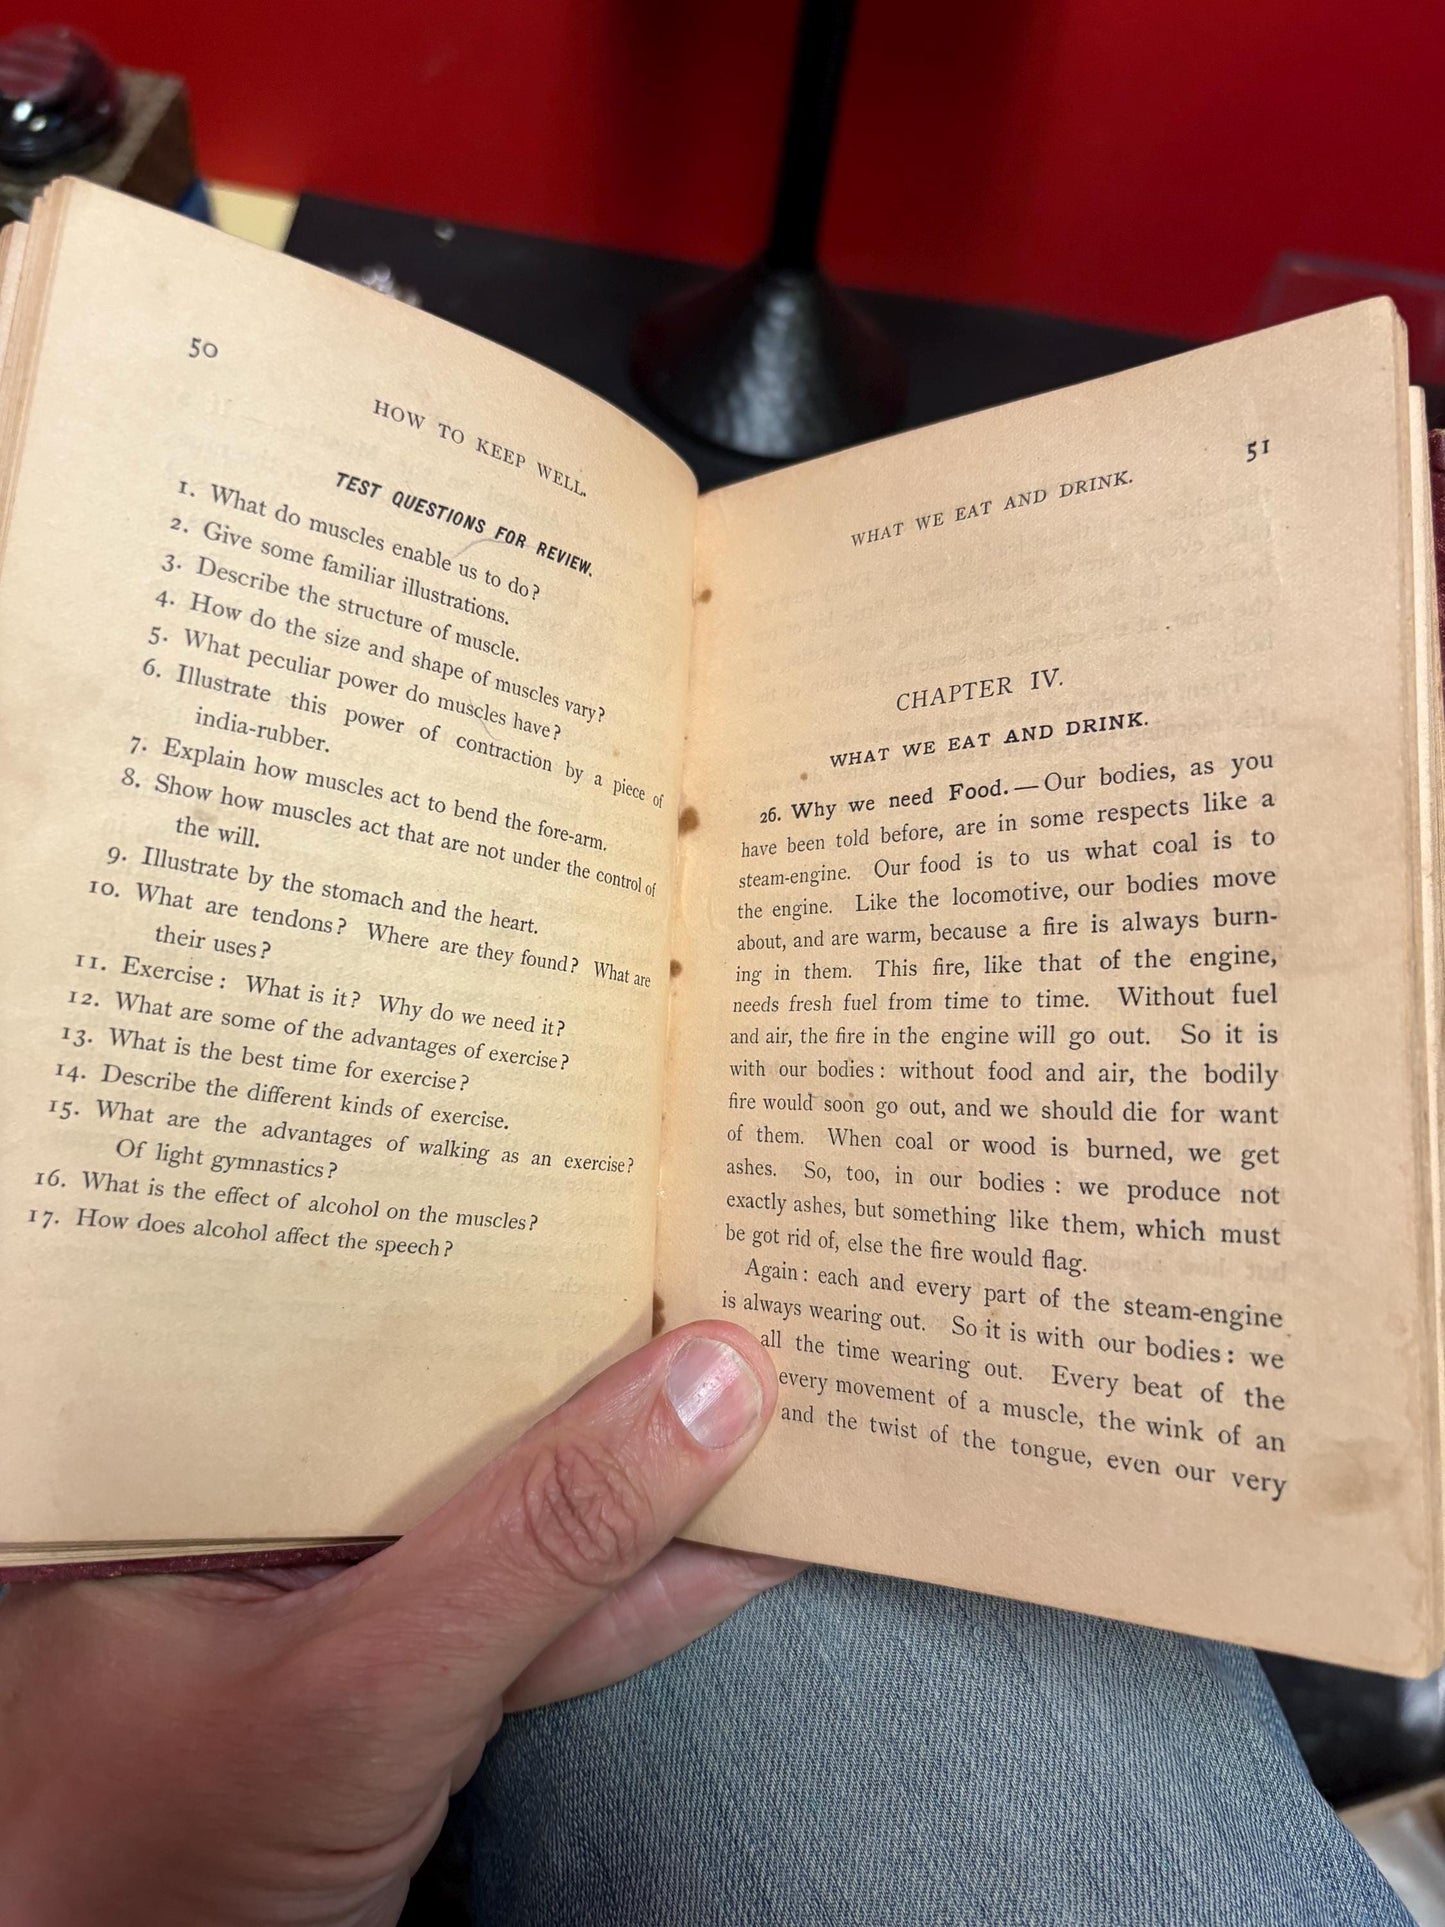 50
HOW TO KEEP WELL.
TEST QUESTIONS FOR REVIEW.
1. What do muscles enable us to do?
2. Give some familiar illustrations.
3. Describe the structure of muscle.
4. How do the size and shape of muscles vary?
5. What peculiar power do muscles have?
6. Illustrate this power of contraction by a piece of
india-rubber.
7. Explain how muscles act to bend the fore-arm.
8. Show how muscles act that are not under the control of
the will.
9. Illustrate by the stomach and the heart.
10. What are tendons? Where are they found? What are
their uses?
11. Exercise: What is it? Why do we need it?
12. What are some of the advantages of exercise?
13. What is the best time for exercise?
14. Describe the different kinds of exercise.
15. What are the advantages of walking as an exercise?
Of light gymnastics?
16. What is the effect of alcohol on the muscles?
17. How does alcohol affect the speech?
WHAT WE EAT AND DRINK.
51
CHAPTER IV.
WHAT WE EAT AND DRINK.
26. Why we need Food. — Our bodies, as you
have been told before, are in some respects like a
steam-engine. Our food is to us what coal is to
the engine. Like the locomotive, our bodies move
about, and are warm, because a fire is always burn-
ing in them. This fire, like that of the engine,
needs fresh fuel from time to time. Without fuel
and air, the fire in the engine will go out. So it is
with our bodies: without food and air, the bodily
fire would soon go out, and we should die for want
of them. When coal or wood is burned, we get
ashes. So, too, in our bodies: we produce not
exactly ashes, but something like them, which must
be got rid of, else the fire would flag.
Again: each and every part of the steam-engine
is always wearing out. So it is with our bodies: we
all the time wearing out. Every beat of the
every movement of a muscle, the wink of an
and the twist of the tongue, even our very